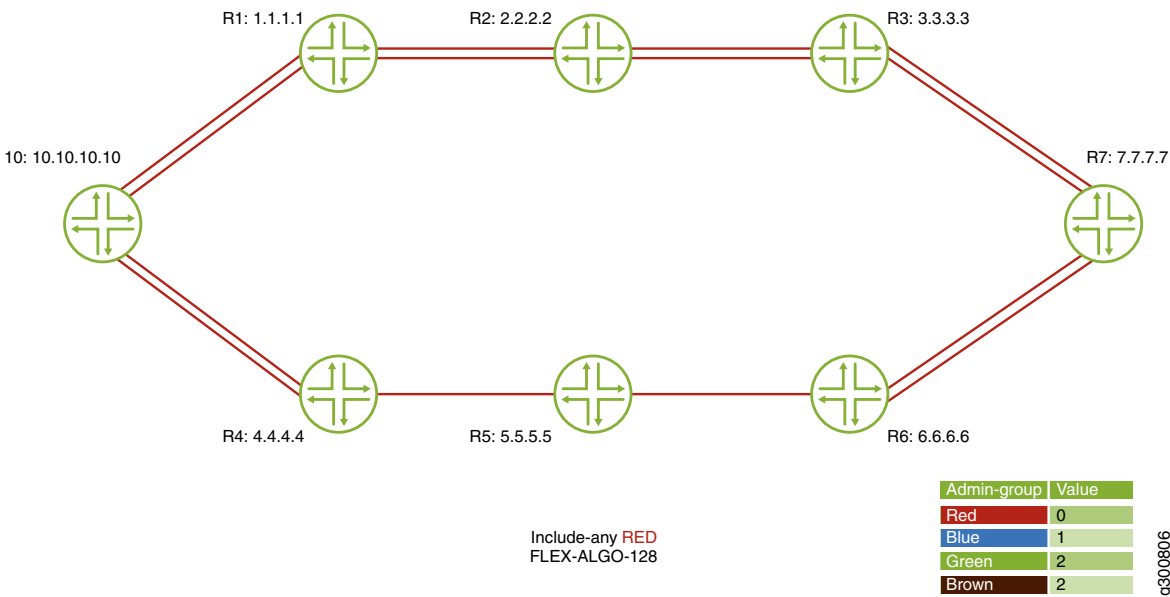 R1: 1.1.1.1
R2: 2.2.2.2
R3: 3.3.3.3
10: 10.10.10.10
R7: 7.7.7.7
R4: 4.4.4.4
R5: 5.5.5.5
R6: 6.6.6.6
Include-any RED
FLEX-ALGO-128
Admin-group Value
Red 0
Blue 1
Green 2
Brown 2
g300806